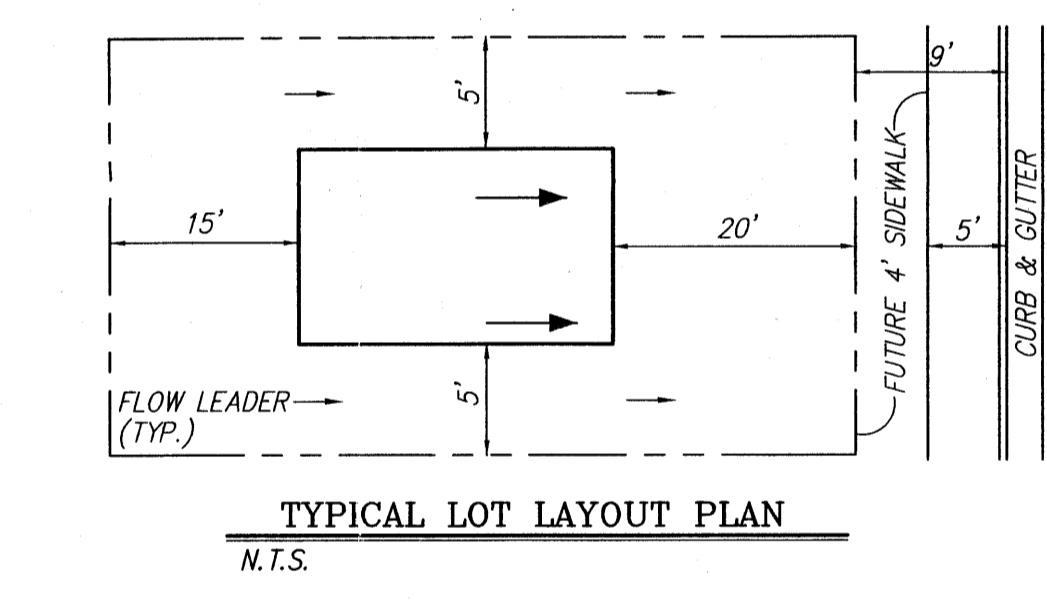 9'
5'
15'
20'
5'
FUTURE 4' SIDEWALK
CURB & GUTTER
5'
FLOW LEADER
(TYP.)
TYPICAL LOT LAYOUT PLAN
N.T.S.